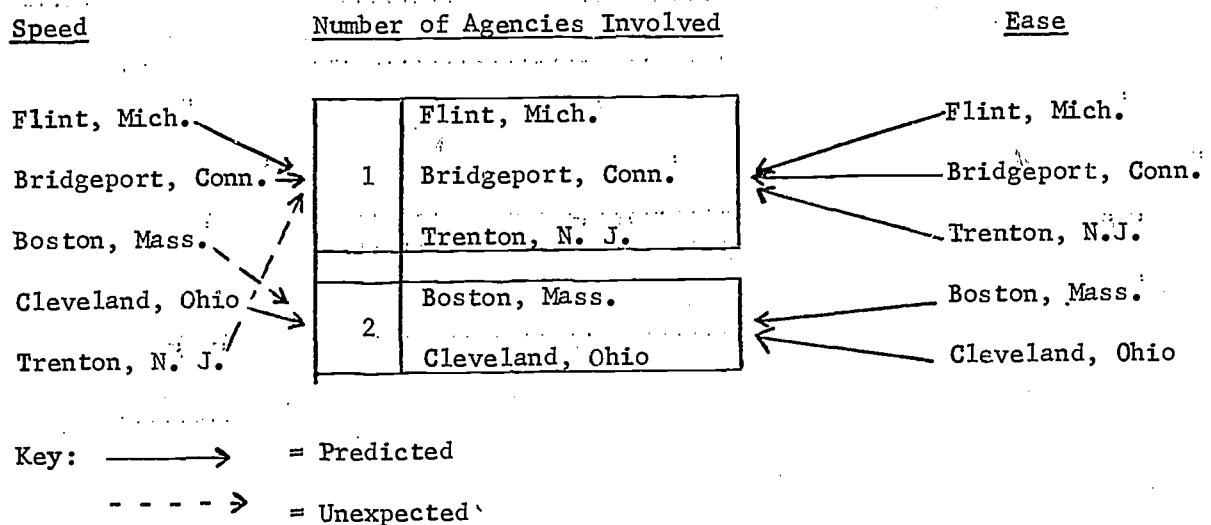 Speed Number of Agencies Involved Ease
Flint, Mich. Flint, Mich. Flint, Mich.
Bridgeport, Conn. 1 Bridgeport, Conn. Bridgeport, Conn.
Boston, Mass. Trenton, N. J. Trenton, N.J.
Cleveland, Ohio 2 Boston, Mass. Boston, Mass.
Trenton, N. J. Cleveland, Ohio Cleveland, Ohio
Key: = Predicted
= Unexpected